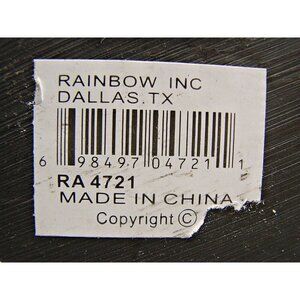 RAINBOW INC
DALLAS.TX
6 98497 04721 1
RA 4721
MADE IN CHINA
Copyright ©